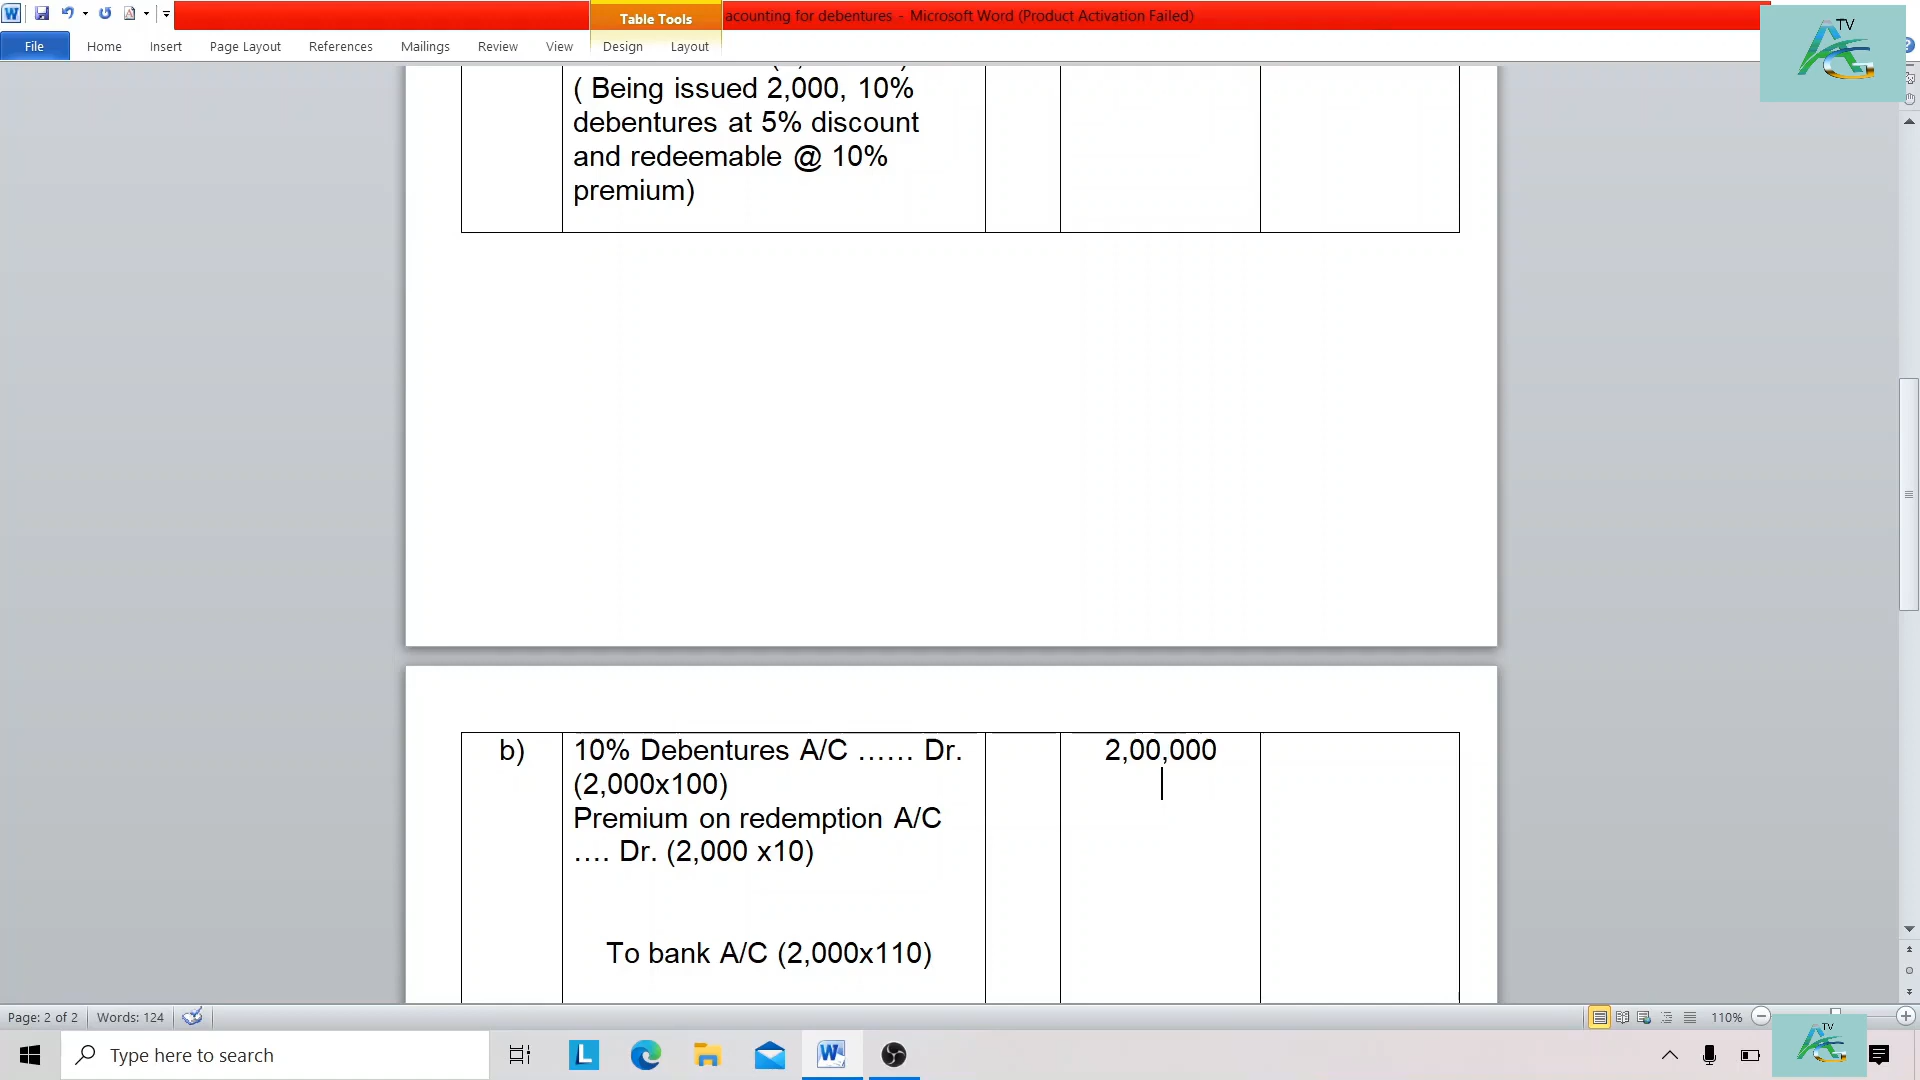 Table Tools
acounting for debentures - Microsoft Word (Product Activation Failed)
File Home Insert Page Layout References Mailings Review View Design Layout
TV
( Being issued 2,000, 10%
debentures at 5% discount
and redeemable @ 10%
premium)
b) 10% Debentures A/C …… Dr. 2,00,000
(2,000x100)
Premium on redemption A/C
…. Dr. (2,000 x10)
To bank A/C (2,000x110)
Page: 2 of 2 Words: 124 110%
Type here to search
TV